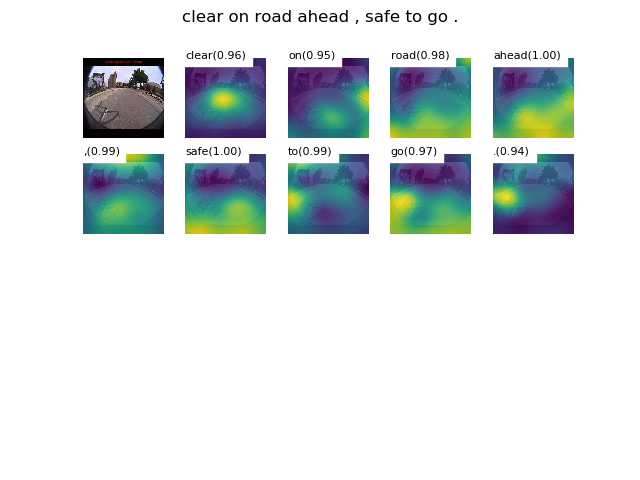 clear on road ahead , safe to go .
clear(0.96) on(0.95) road(0.98) ahead(1.00)
,(0.99) safe(1.00) to(0.99) go(0.97) .(0.94)